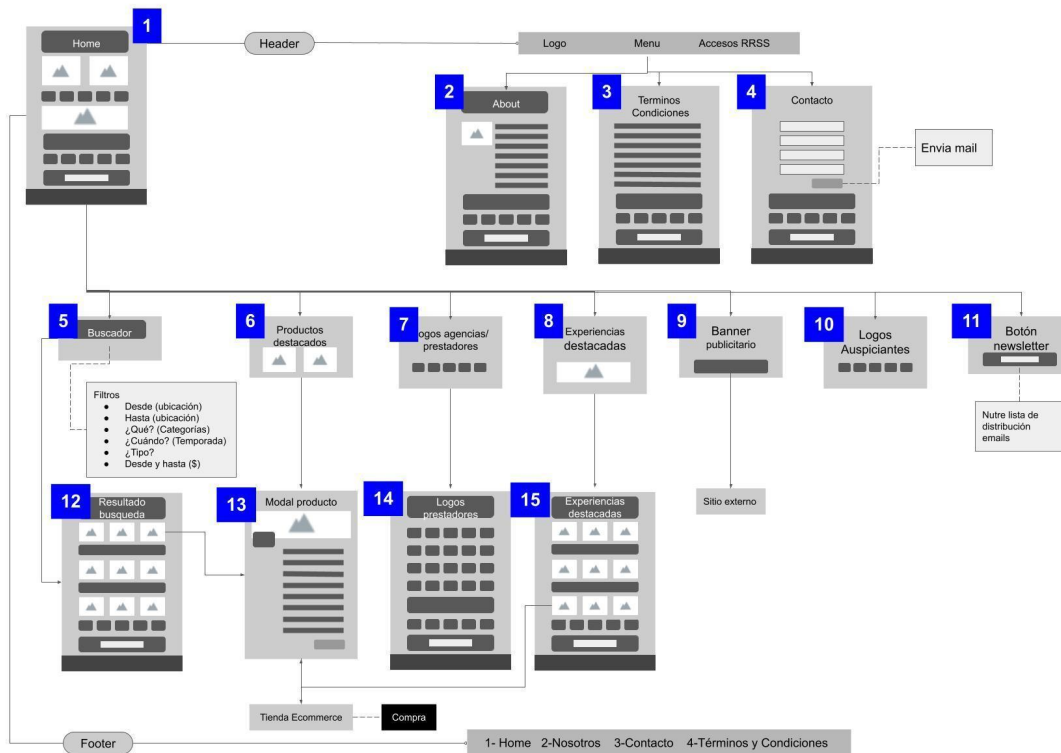 1
Home
Header
Logo Menu Accesos RRSS
2
About
3
Terminos
Condiciones
4
Contacto
Envia mail
5
Buscador
6
Productos
destacados
7
Logos agencias/
prestadores
8
Experiencias
destacadas
9
Banner
publicitario
10
Logos
Auspiciantes
11
Botón
newsletter
Filtros
● Desde (ubicación)
● Hasta (ubicación)
● ¿Qué? (Categorías)
● ¿Cuándo? (Temporada)
● ¿Tipo?
● Desde y hasta ($)
Nutre lista de
distribución
emails
12
Resultado
busqueda
13
Modal producto
14
Logos
prestadores
15
Experiencias
destacadas
Sitio externo
Tienda Ecommerce
Compra
Footer
1- Home 2-Nosotros 3-Contacto 4-Términos y Condiciones